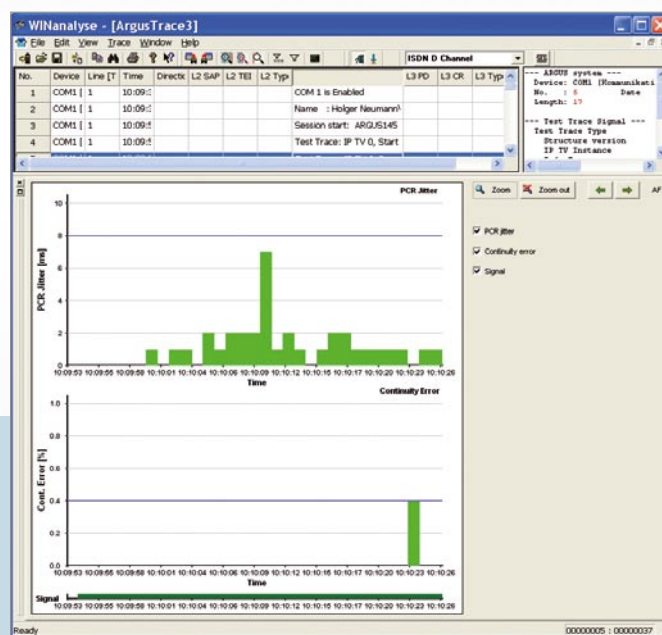 WINanalyse - [ArgusTrace3]
File Edit View Trace Window Help
ISDN D Channel
No. Device Line [T Time Directio L2 SAP L2 TEI L2 Type L3 PD L3 CR L3 Type
1 COM1 [ 1 10:09:5 COM 1 is Enabled
2 COM1 [ 1 10:09:5 Name : Holger Neumann\
3 COM1 [ 1 10:09:5 Session start: ARGUS145
4 COM1 [ 1 10:09:5 Test Trace: IP TV 0, Start
--- ARGUS system ---
Device: COM1 [Kommunikati
No. : 5 Date
Length: 17
--- Test Trace Signal ---
Test Trace Type
Structure version
IP TV Instance
Zoom Zoom out AF
PCR jitter
Continuity error
Signal
PCR Jitter
PCR Jitter [ms]
10
8
6
4
2
0
10:09:53 10:09:55 10:09:58 10:10:01 10:10:04 10:10:06 10:10:09 10:10:12 10:10:15 10:10:17 10:10:20 10:10:23 10:10:26
Time
Continuity Error
Cont. Error [%]
1.0
0.8
0.6
0.4
0.2
0.0
10:09:53 10:09:55 10:09:58 10:10:01 10:10:04 10:10:06 10:10:09 10:10:12 10:10:15 10:10:17 10:10:20 10:10:23 10:10:26
Time
Signal
10:09:53 10:09:55 10:09:58 10:10:01 10:10:04 10:10:06 10:10:09 10:10:12 10:10:15 10:10:17 10:10:20 10:10:23 10:10:26
Ready 00000005 : 00000037